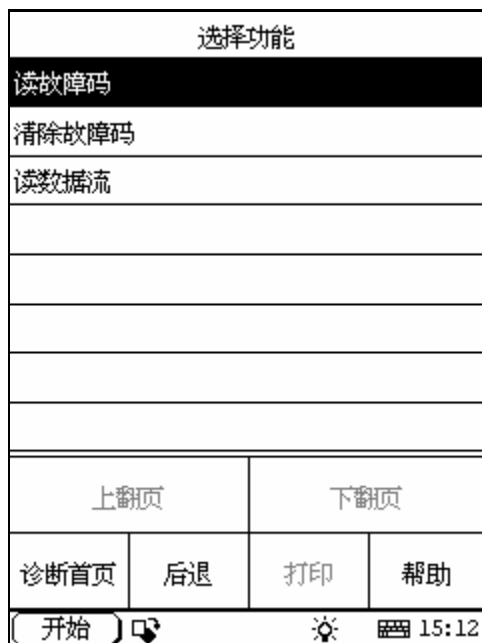 选择功能
读故障码
清除故障码
读数据流
上翻页 下翻页
诊断首页 后退 打印 帮助
开始 15:12